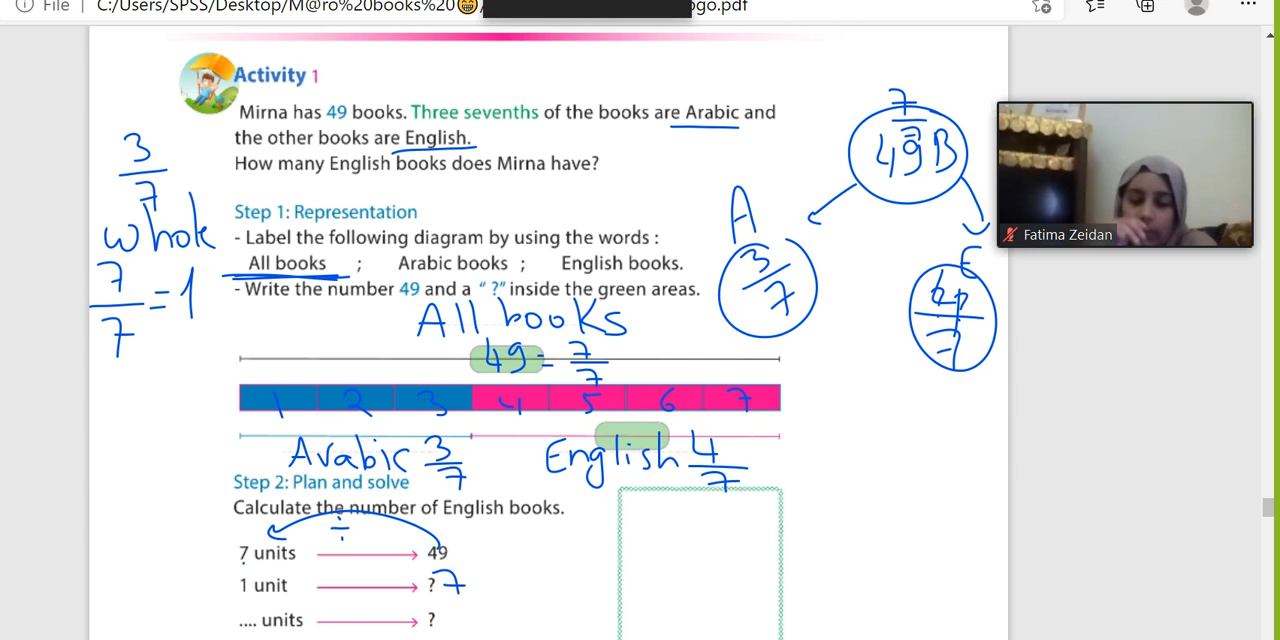 File | C:/Users/SPSS/Desktop/M@ro%20books%20😁/ ogo.pdf
Activity 1
Mirna has 49 books. Three sevenths of the books are Arabic and
the other books are English.
How many English books does Mirna have?
3/7
whole
7/7 = 1
7/7
49 B
A
3/7
E
4/7
Fatima Zeidan
Step 1: Representation
- Label the following diagram by using the words :
All books ; Arabic books ; English books.
- Write the number 49 and a " ?" inside the green areas.
All books
49 = 7/7
1 2 3 4 5 6 7
Arabic 3/7 English 4/7
Step 2: Plan and solve
Calculate the number of English books.
÷
7 units 49
1 unit ? 7
.... units ?